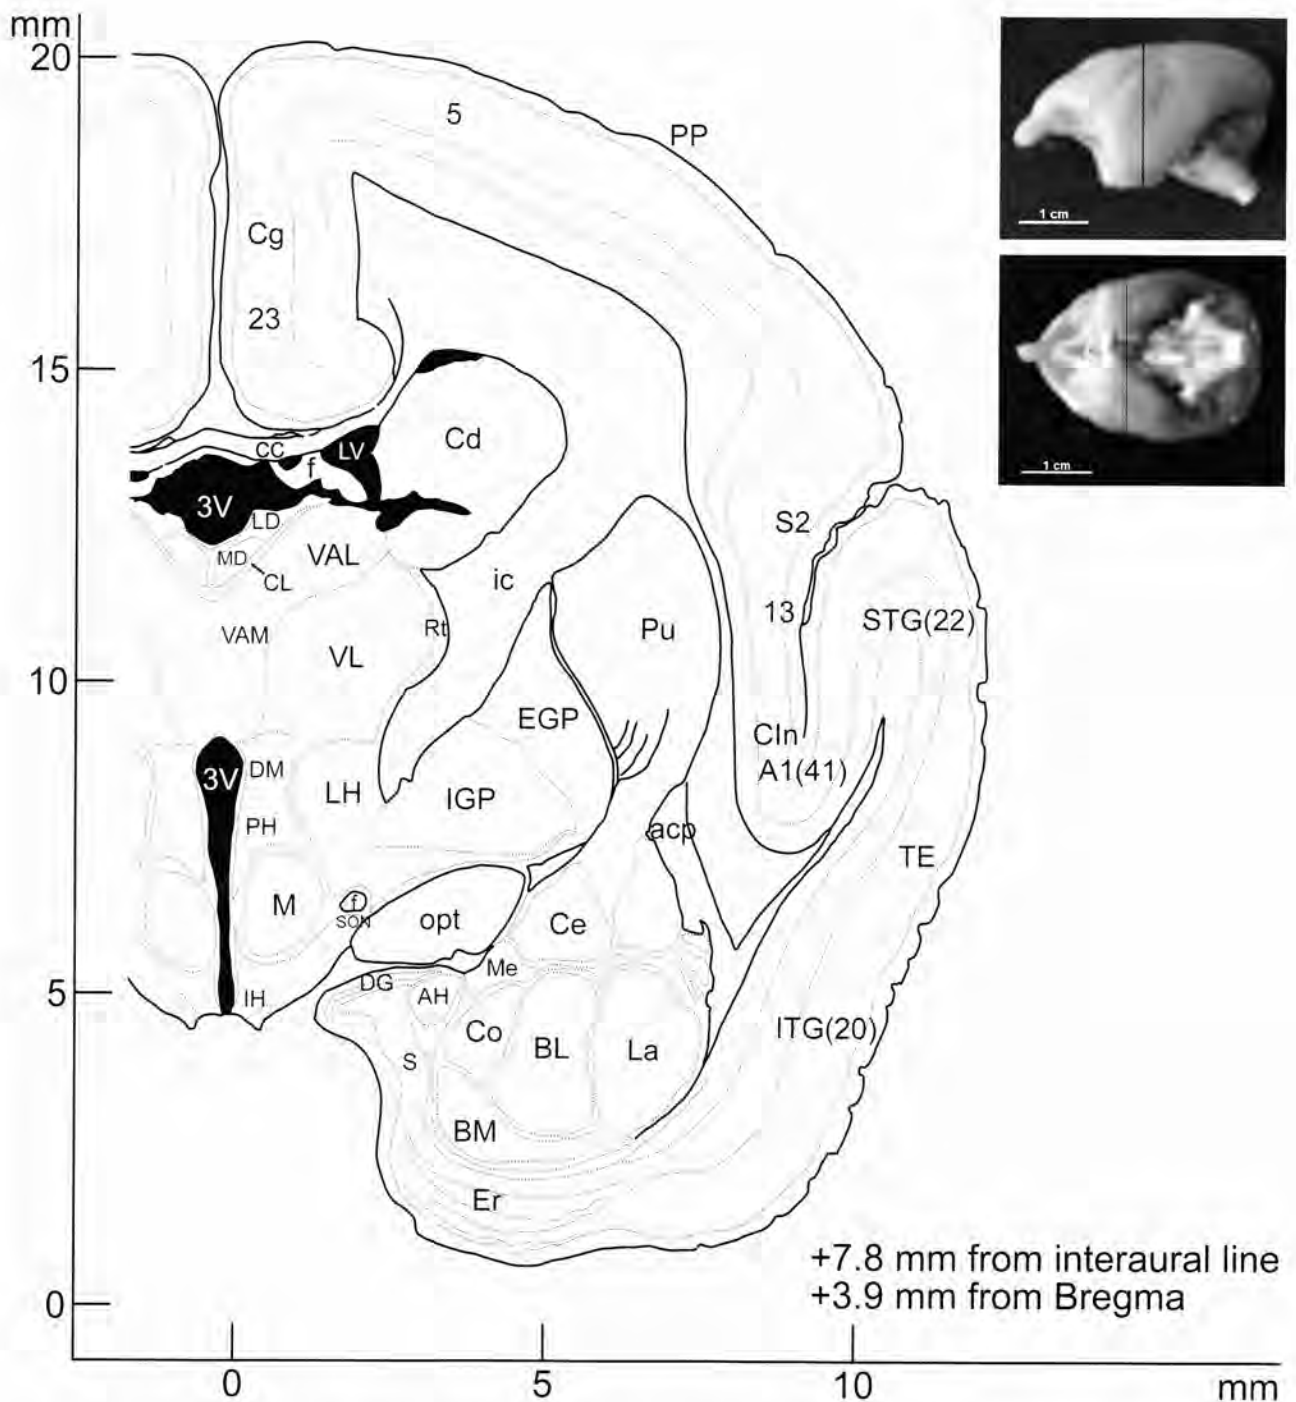 mm
20
5
PP
1 cm
Cg
23
15
Cd
CC
LV
f
1 cm
3V
LD
S2
VAL
MD
CL
ic
13
STG(22)
VAM
Rt
Pu
VL
10
EGP
Cln
3V
DM
A1(41)
LH
IGP
PH
acp
TE
M
f
SON
opt
Ce
Me
DG
5
IH
AH
Co
BL
La
ITG(20)
S
BM
Er
+7.8 mm from interaural line
+3.9 mm from Bregma
0
0
5
10
mm